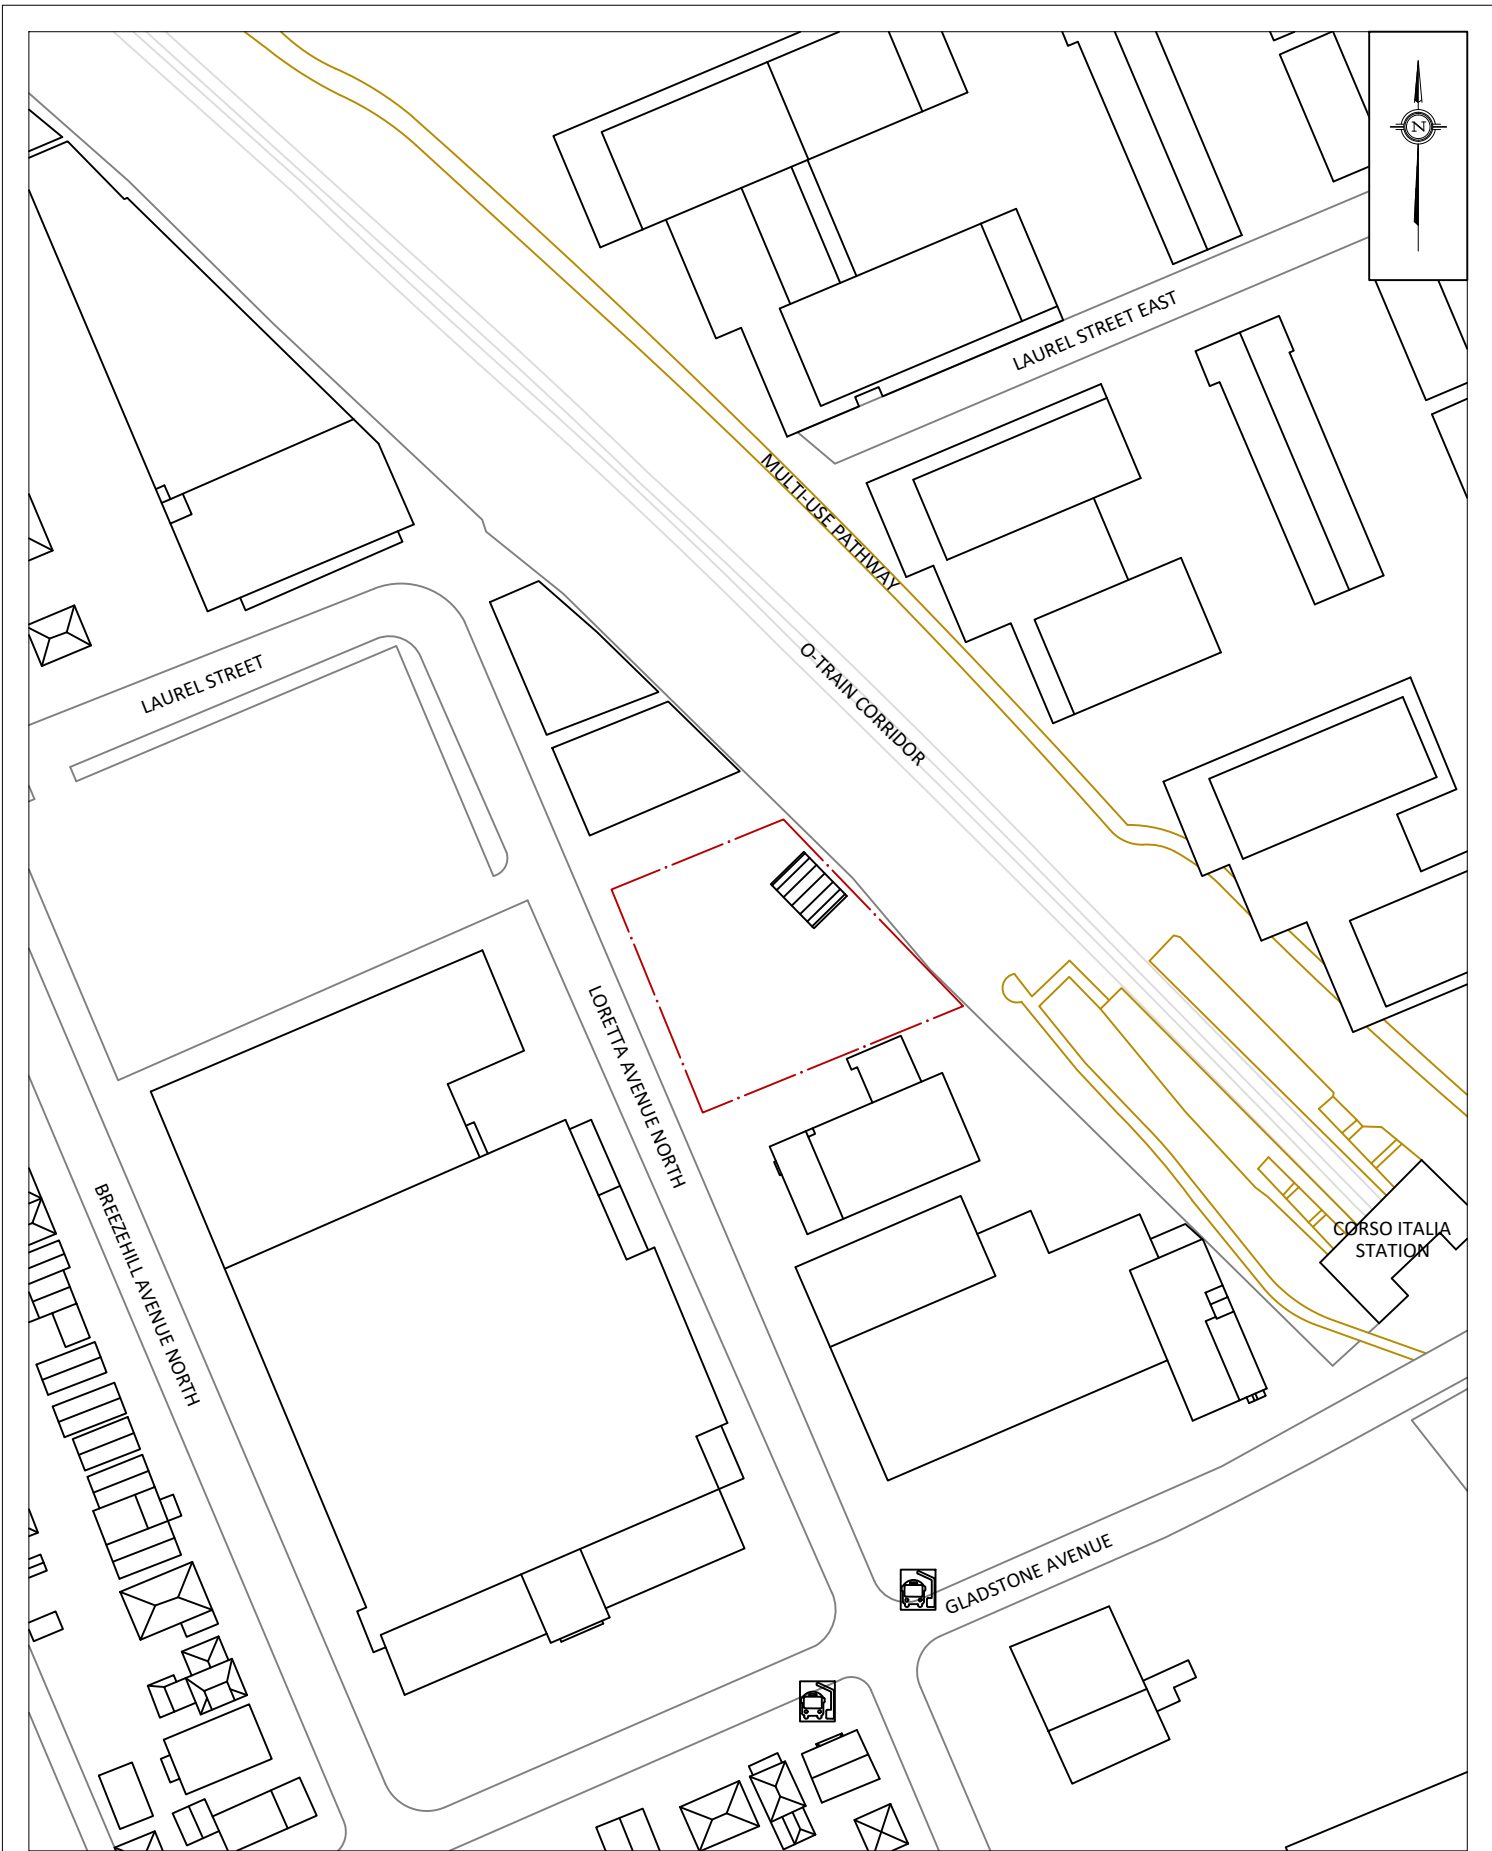 N
LAUREL STREET EAST
MULTI-USE PATHWAY
O-TRAIN CORRIDOR
LAUREL STREET
LORETTA AVENUE NORTH
BREEZEHILL AVENUE NORTH
CORSO ITALIA
STATION
GLADSTONE AVENUE